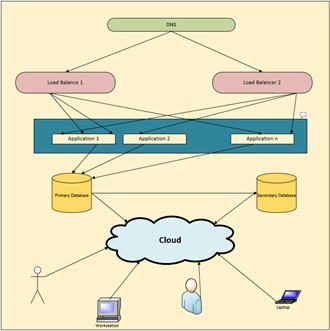 DNS
Load Balance 1
Load Balancer 2
Application 1
Application 2
Application n
Primary Database
Secondary Database
Cloud
Workstation
Laptop